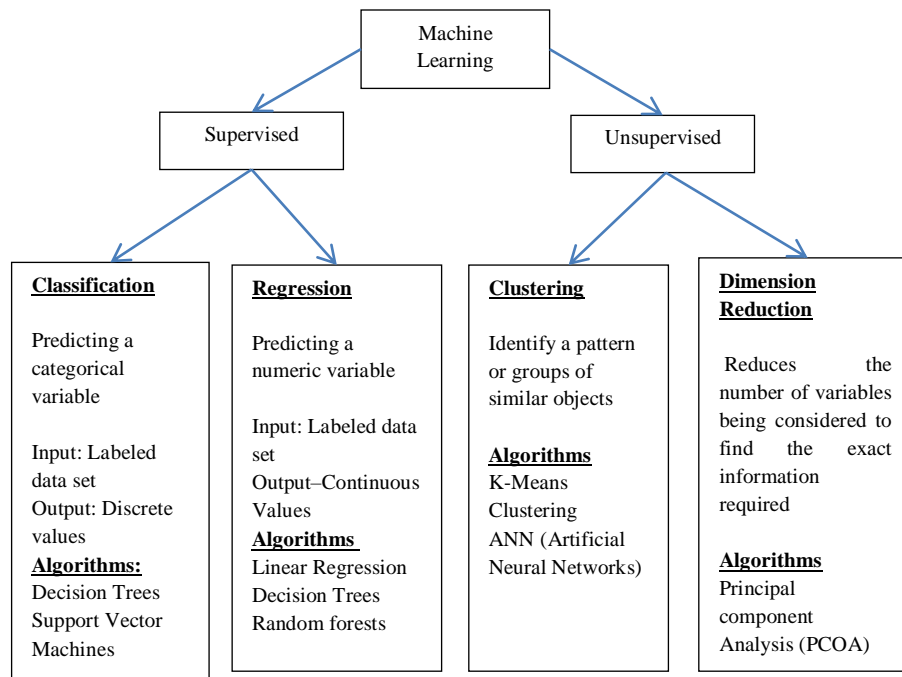 Machine
Learning
Supervised
Unsupervised
Classification
Predicting a
categorical
variable
Input: Labeled
data set
Output: Discrete
values
Algorithms:
Decision Trees
Support Vector
Machines
Regression
Predicting a
numeric variable
Input: Labeled data
set
Output–Continuous
Values
Algorithms
Linear Regression
Decision Trees
Random forests
Clustering
Identify a pattern
or groups of
similar objects
Algorithms
K-Means
Clustering
ANN (Artificial
Neural Networks)
Dimension
Reduction
Reduces the
number of variables
being considered to
find the exact
information
required
Algorithms
Principal
component
Analysis (PCOA)